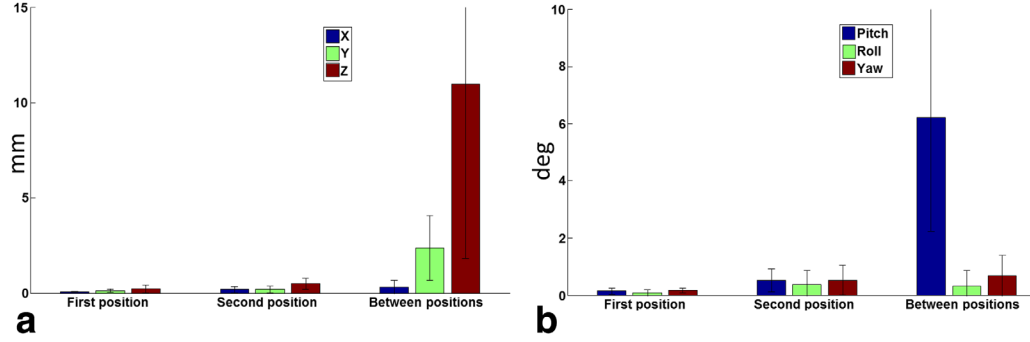 15
10
5
0
mm
X
Y
Z
First position
Second position
Between positions
a
10
8
6
4
2
0
deg
Pitch
Roll
Yaw
First position
Second position
Between positions
b